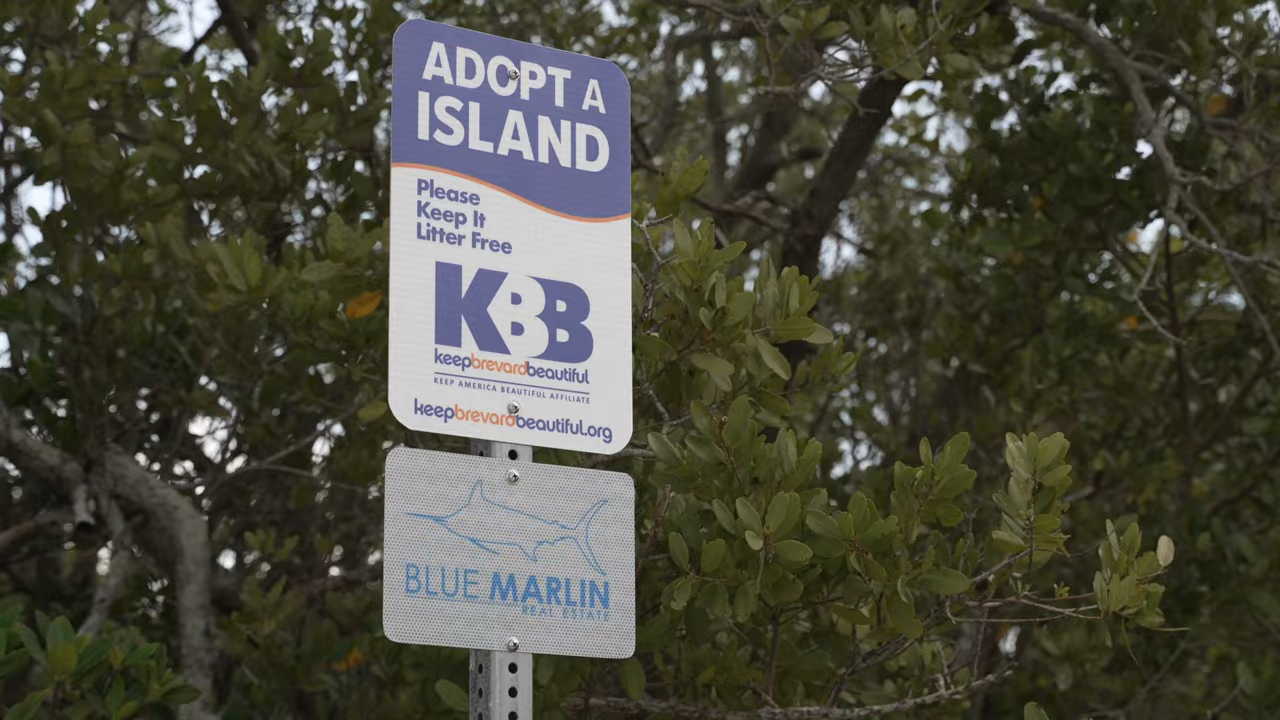 ADOPT A
ISLAND
Please
Keep It
Litter Free
KBB
keepbrevardbeautiful
KEEP AMERICA BEAUTIFUL AFFILIATE
keepbrevardbeautiful.org
BLUE MARLIN
REAL ESTATE